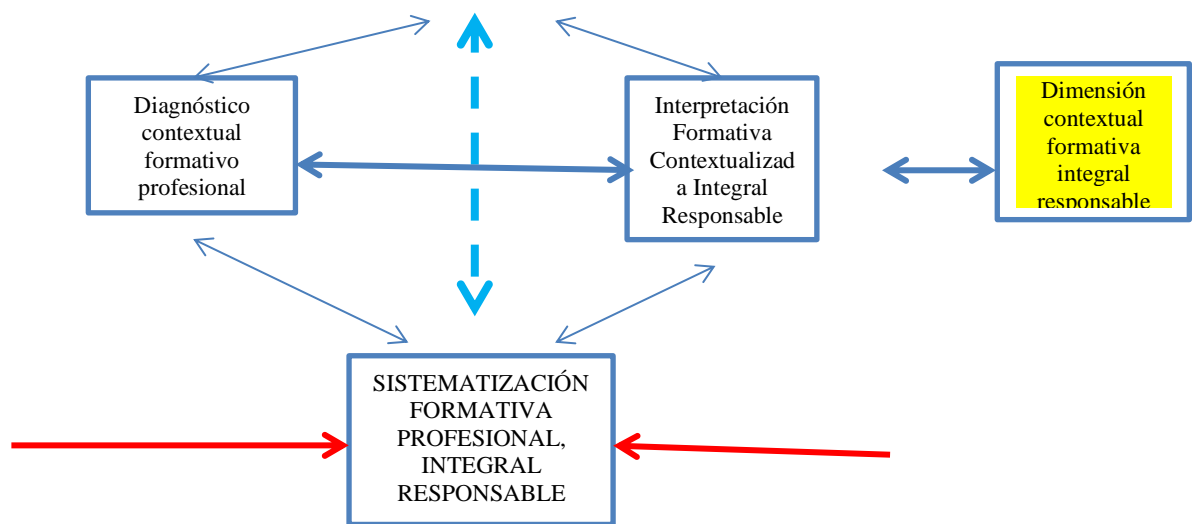 Diagnóstico
contextual
formativo
profesional
Interpretación
Formativa
Contextualizad
a Integral
Responsable
Dimensión
contextual
formativa
integral
responsable
SISTEMATIZACIÓN
FORMATIVA
PROFESIONAL,
INTEGRAL
RESPONSABLE